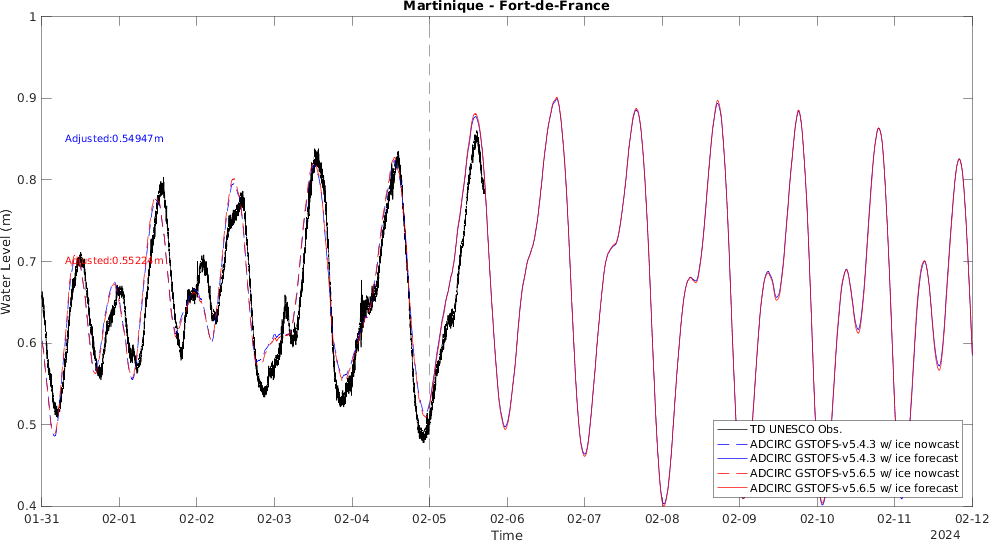 Martinique - Fort-de-France
1
0.9
0.8
0.7
0.6
0.5
0.4
Water Level (m)
Adjusted:0.54947m
Adjusted:0.55224m
TD UNESCO Obs.
ADCIRC GSTOFS-v5.4.3 w/ ice nowcast
ADCIRC GSTOFS-v5.4.3 w/ ice forecast
ADCIRC GSTOFS-v5.6.5 w/ ice nowcast
ADCIRC GSTOFS-v5.6.5 w/ ice forecast
01-31 02-01 02-02 02-03 02-04 02-05 02-06 02-07 02-08 02-09 02-10 02-11 02-12
Time
2024